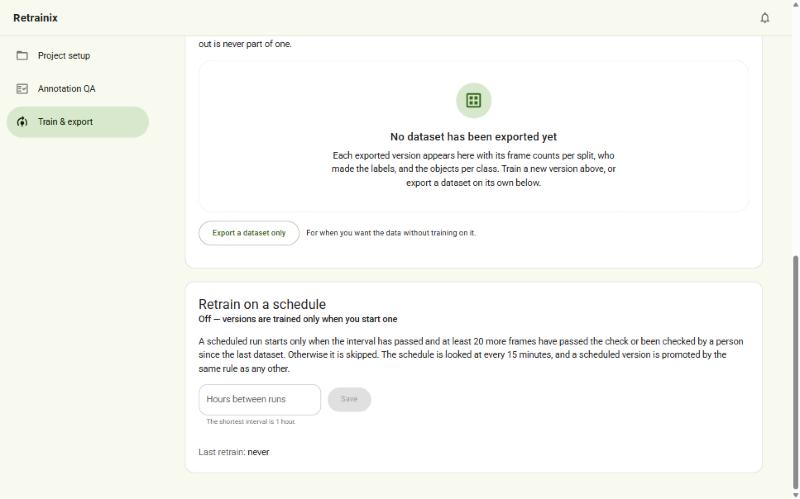 Retrainix
Project setup
Annotation QA
Train & export
out is never part of one.
No dataset has been exported yet
Each exported version appears here with its frame counts per split, who
made the labels, and the objects per class. Train a new version above, or
export a dataset on its own below.
Export a dataset only
For when you want the data without training on it.
Retrain on a schedule
Off — versions are trained only when you start one
A scheduled run starts only when the interval has passed and at least 20 more frames have passed the check or been checked by a person
since the last dataset. Otherwise it is skipped. The schedule is looked at every 15 minutes, and a scheduled version is promoted by the
same rule as any other.
Hours between runs
Save
The shortest interval is 1 hour.
Last retrain: never